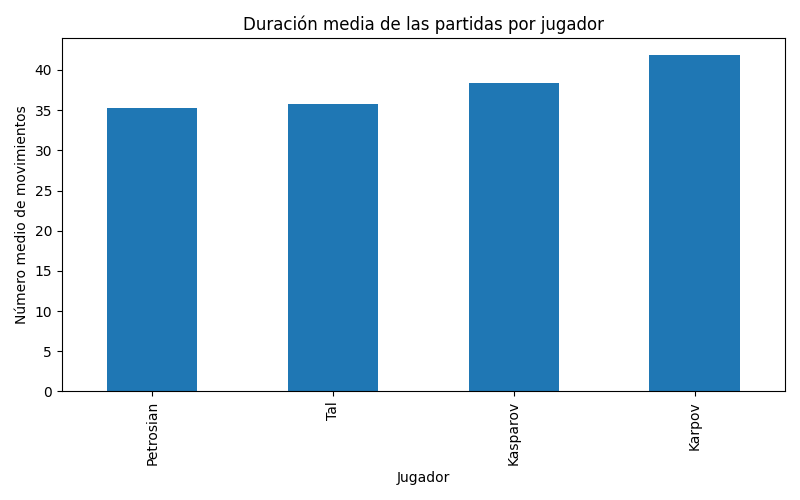 Duración media de las partidas por jugador
Número medio de movimientos
40
35
30
25
20
15
10
5
0
Petrosian
Tal
Kasparov
Karpov
Jugador